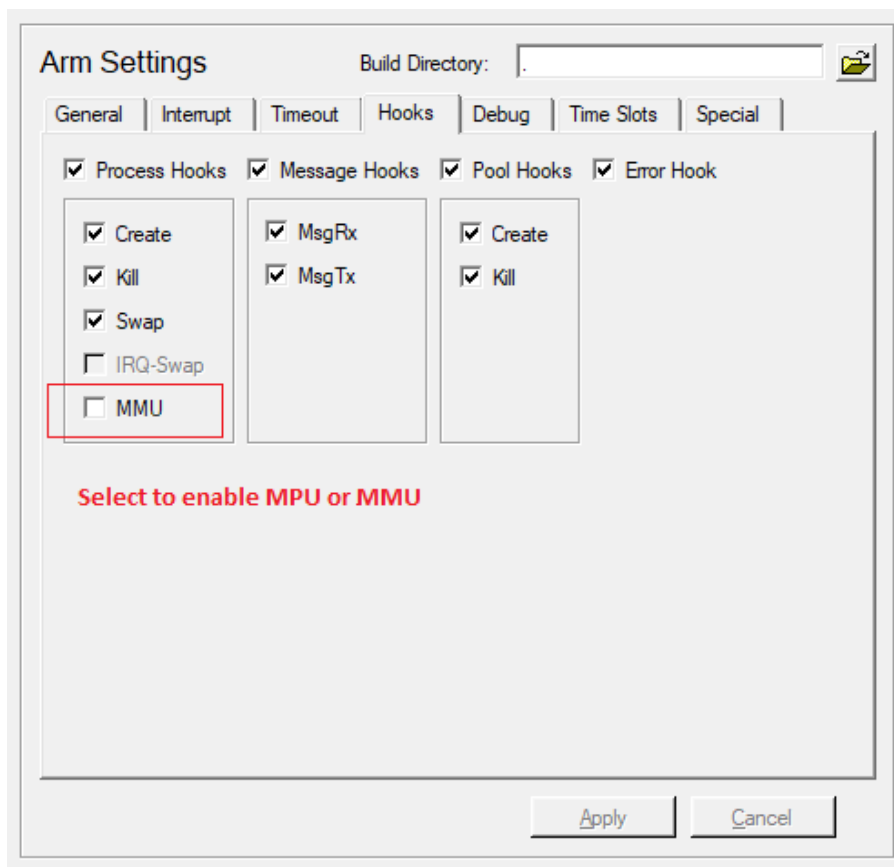 Arm Settings Build Directory: .
General Interrupt Timeout Hooks Debug Time Slots Special
Process Hooks Message Hooks Pool Hooks Error Hook
Create MsgRx Create
Kill MsgTx Kill
Swap
IRQ-Swap
MMU
Select to enable MPU or MMU
Apply Cancel